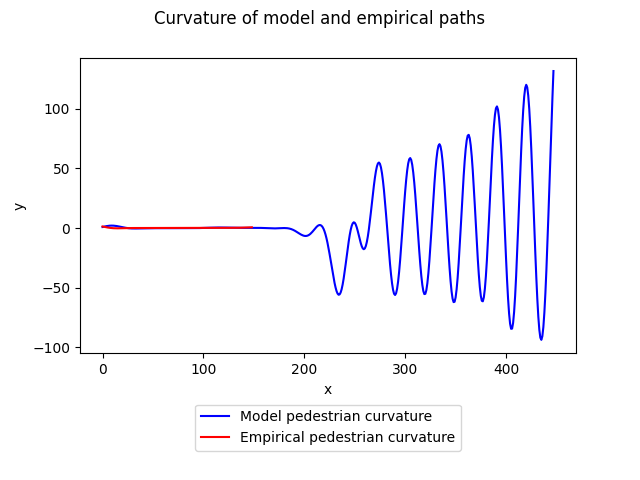 Curvature of model and empirical paths
100
50
0
−50
−100
y
0 100 200 300 400
x
Model pedestrian curvature
Empirical pedestrian curvature